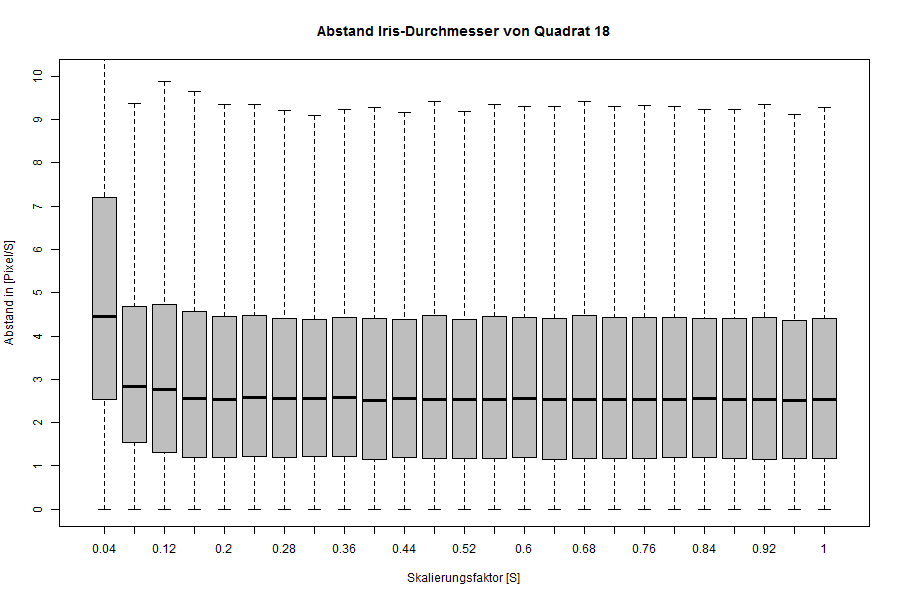 Abstand Iris-Durchmesser von Quadrat 18
Abstand in [Pixel/S]
10
9
8
7
6
5
4
3
2
1
0
0.04 0.12 0.2 0.28 0.36 0.44 0.52 0.6 0.68 0.76 0.84 0.92 1
Skalierungsfaktor [S]